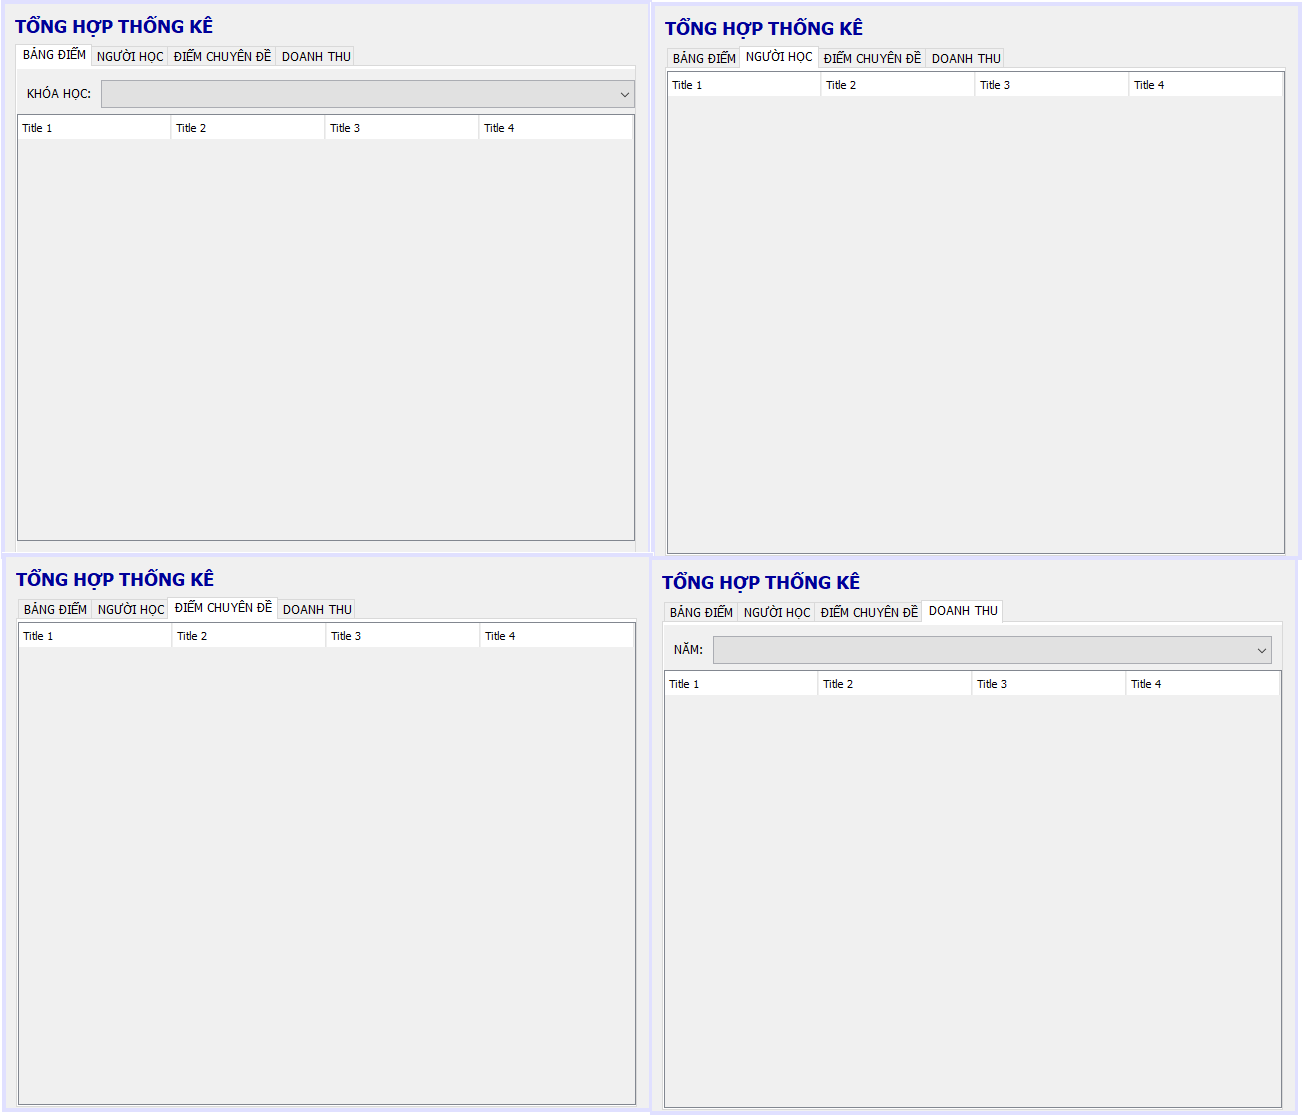 TỔNG HỢP THỐNG KÊ
BẢNG ĐIỂM NGƯỜI HỌC ĐIỂM CHUYÊN ĐỀ DOANH THU
KHÓA HỌC:
Title 1 Title 2 Title 3 Title 4
TỔNG HỢP THỐNG KÊ
BẢNG ĐIỂM NGƯỜI HỌC ĐIỂM CHUYÊN ĐỀ DOANH THU
Title 1 Title 2 Title 3 Title 4
TỔNG HỢP THỐNG KÊ
BẢNG ĐIỂM NGƯỜI HỌC ĐIỂM CHUYÊN ĐỀ DOANH THU
Title 1 Title 2 Title 3 Title 4
TỔNG HỢP THỐNG KÊ
BẢNG ĐIỂM NGƯỜI HỌC ĐIỂM CHUYÊN ĐỀ DOANH THU
NĂM:
Title 1 Title 2 Title 3 Title 4